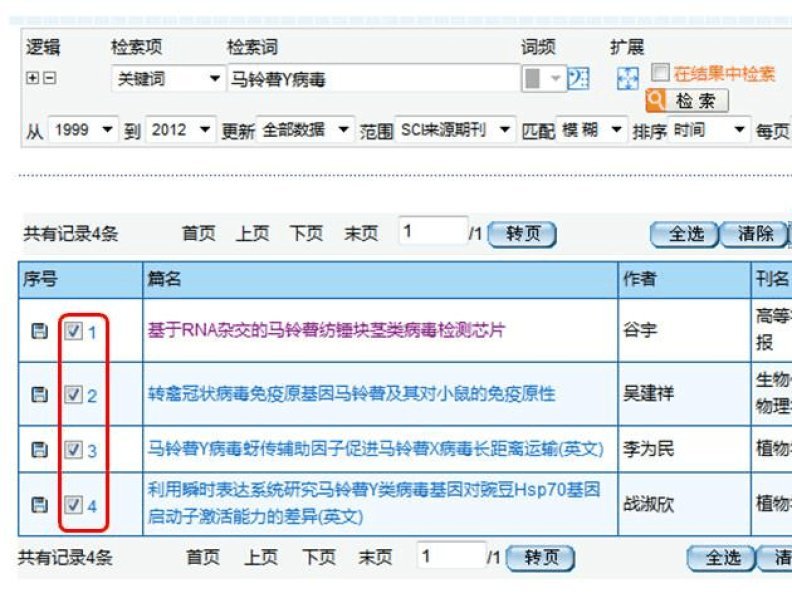 逻辑 检索项 检索词 词频 扩展
关键词 马铃薯Y病毒 在结果中检索
检 索
从 1999 到 2012 更新 全部数据 范围 SCI来源期刊 匹配 模 糊 排序 时间 每页
共有记录4条 首页 上页 下页 末页 1 /1 转页 全选 清除
序号 篇名 作者 刊名
1 基于RNA杂交的马铃薯纺锤块茎类病毒检测芯片 谷宇 高等
报
2 转鑫冠状病毒免疫原基因马铃薯及其对小鼠的免疫原性 吴建祥 生物
物理
3 马铃薯Y病毒蚜传辅助因子促进马铃薯X病毒长距离运输(英文) 李为民 植物
4 利用瞬时表达系统研究马铃薯Y类病毒基因对豌豆Hsp70基因 战淑欣 植物
启动子激活能力的差异(英文)
共有记录4条 首页 上页 下页 末页 1 /1 转页 全选 清